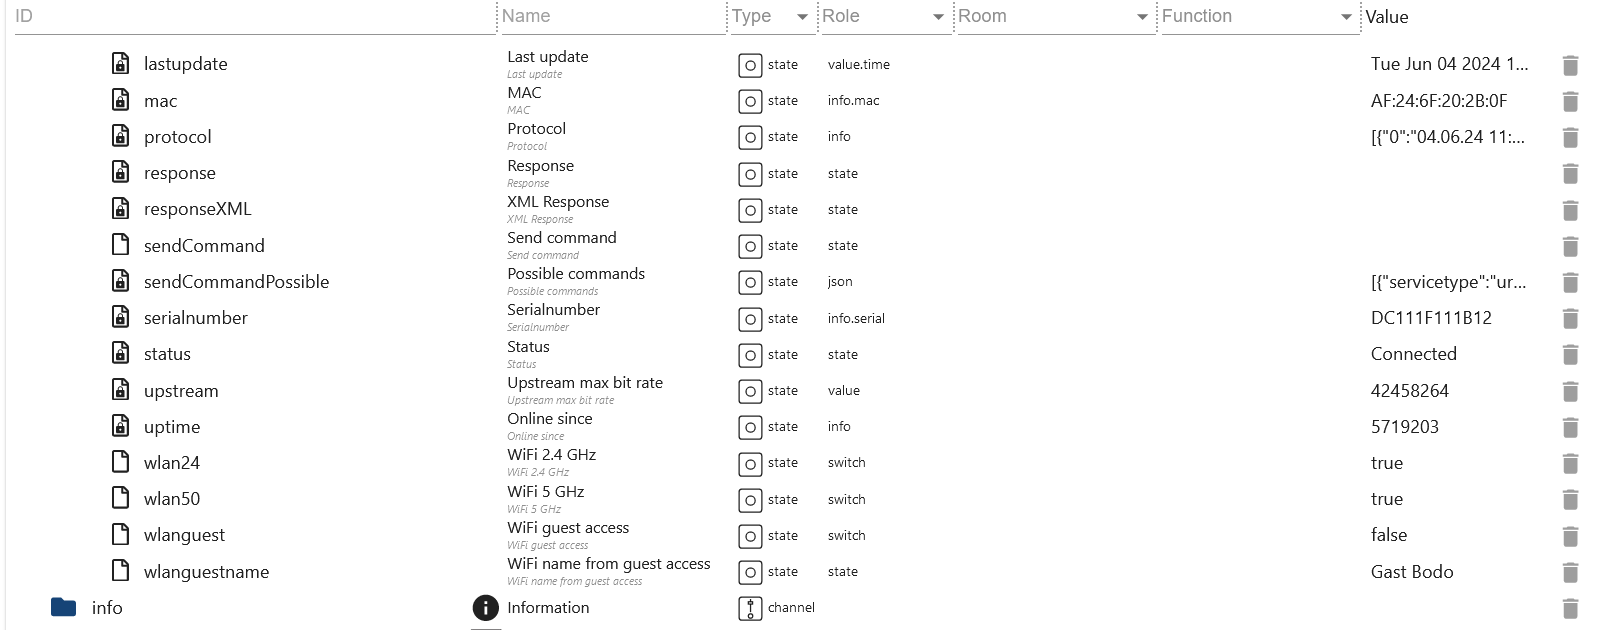 ID Name Type Role Room Function Value
lastupdate Last update state value.time Tue Jun 04 2024 1...
Last update
mac MAC state info.mac AF:24:6F:20:2B:0F
MAC
protocol Protocol state info [{"0":"04.06.24 11:...
Protocol
response Response state state
Response
responseXML XML Response state state
XML Response
sendCommand Send command state state
Send command
sendCommandPossible Possible commands state json [{"servicetype":"ur...
Possible commands
serialnumber Serialnumber state info.serial DC111F111B12
Serialnumber
status Status state state Connected
Status
upstream Upstream max bit rate state value 42458264
Upstream max bit rate
uptime Online since state info 5719203
Online since
wlan24 WiFi 2.4 GHz state switch true
WiFi 2.4 GHz
wlan50 WiFi 5 GHz state switch true
WiFi 5 GHz
wlanguest WiFi guest access state switch false
WiFi guest access
wlanguestname WiFi name from guest access state state Gast Bodo
WiFi name from guest access
info Information channel